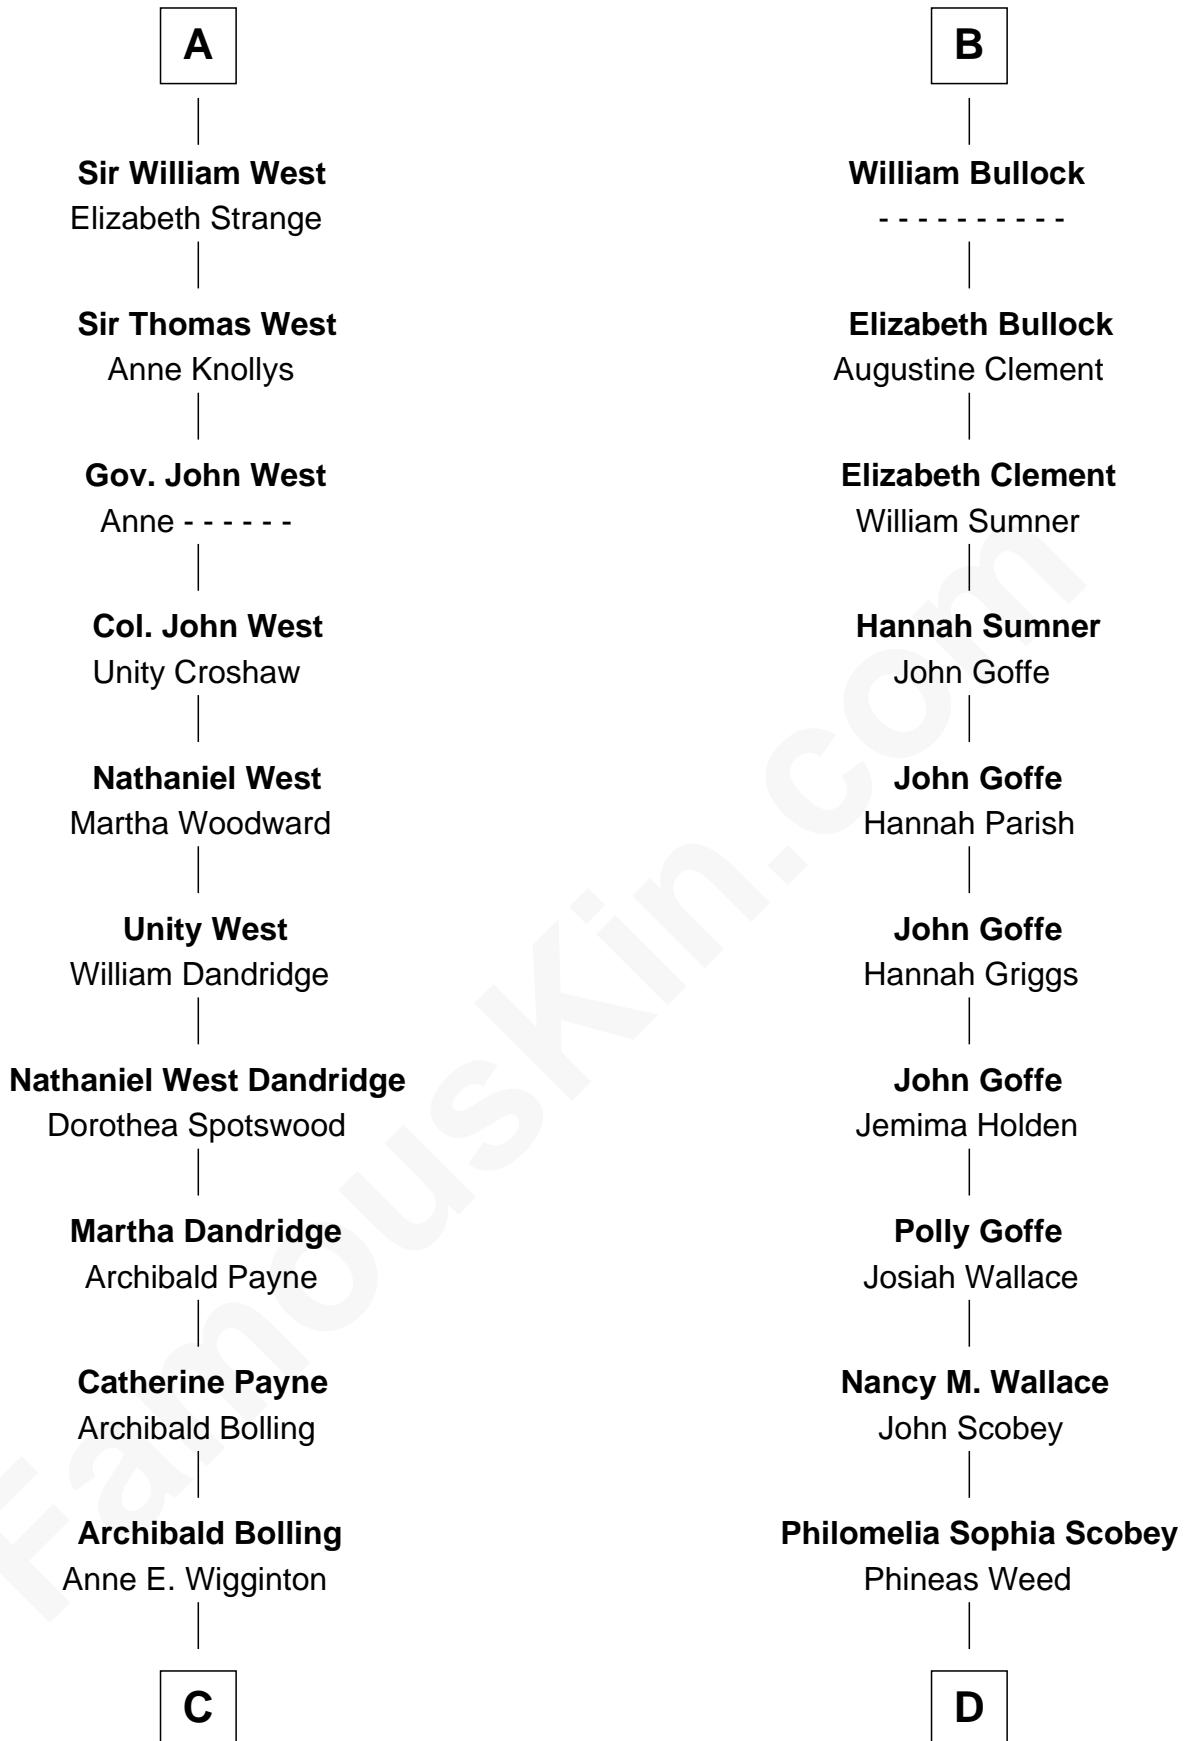 A
Sir William West
Elizabeth Strange
Sir Thomas West
Anne Knollys
Gov. John West
Anne - - - - - -
Col. John West
Unity Croshaw
Nathaniel West
Martha Woodward
Unity West
William Dandridge
Nathaniel West Dandridge
Dorothea Spotswood
Martha Dandridge
Archibald Payne
Catherine Payne
Archibald Bolling
Archibald Bolling
Anne E. Wigginton
C
B
William Bullock
- - - - - - - - - -
Elizabeth Bullock
Augustine Clement
Elizabeth Clement
William Sumner
Hannah Sumner
John Goffe
John Goffe
Hannah Parish
John Goffe
Hannah Griggs
John Goffe
Jemima Holden
Polly Goffe
Josiah Wallace
Nancy M. Wallace
John Scobey
Philomelia Sophia Scobey
Phineas Weed
D
FamousKin.com